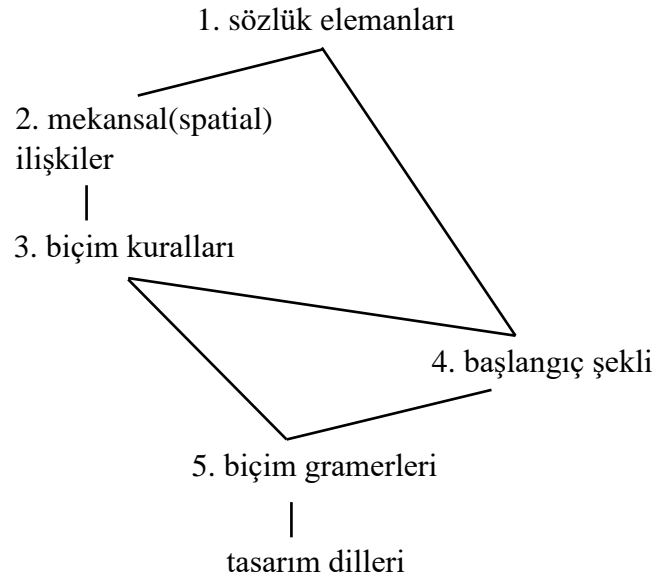 1. sözlük elemanları
2. mekansal(spatial)
ilişkiler
3. biçim kuralları
4. başlangıç şekli
5. biçim gramerleri
tasarım dilleri